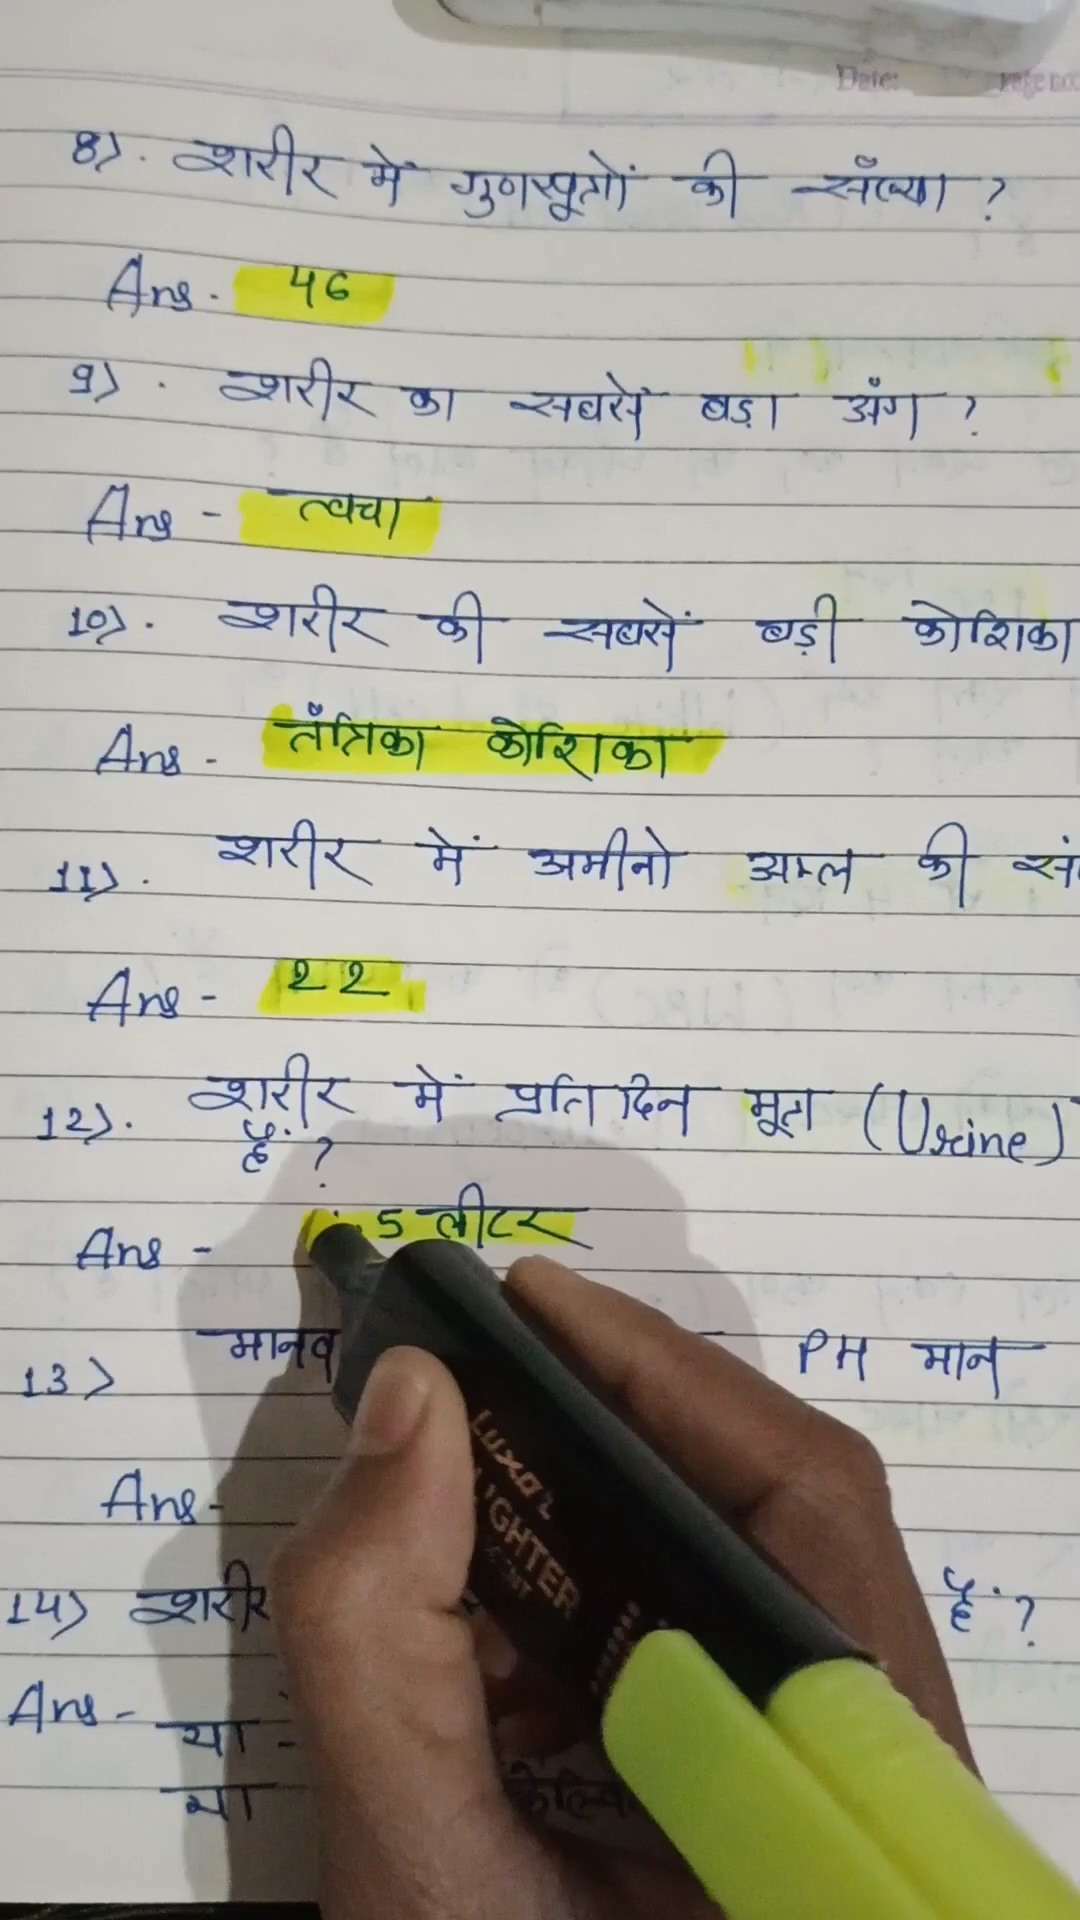 Date: Page no.
8). शरीर में गुणसूत्रों की सँख्या ?
Ans. 46
9). शरीर का सबसें बड़ा अंग ?
Ans - त्वचा
10). शरीर की सबसें बड़ी कोशिका
Ans. तँत्रिका कोशिका
11). शरीर में अमीनो अम्ल की सं
Ans - 22
12). शरीर में प्रतिदिन मूत्र (Urine)
हैं ?
Ans - .5 लीटर
13) मानव PH मान
Ans-
14) शरीर हैं ?
Ans-
या
या
Luxor